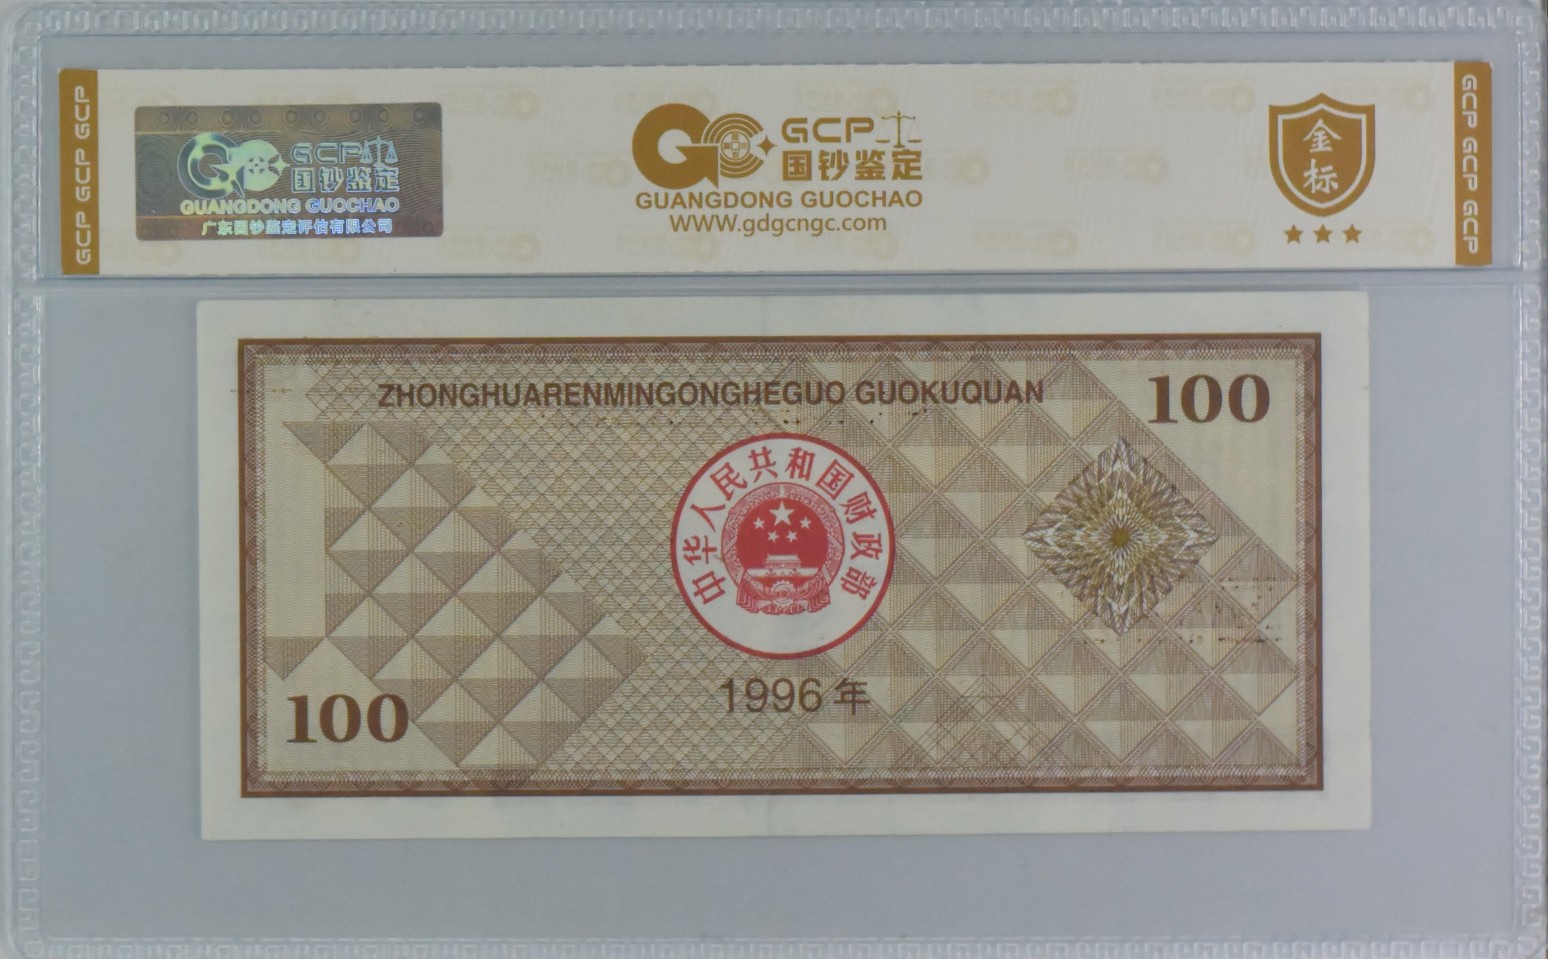 GCP GCP GCP
GCP 国钞鉴定
GUANGDONG GUOCHAO
广东国钞鉴定评估有限公司
GCP
国钞鉴定
GUANGDONG GUOCHAO
WWW.gdgcngc.com
金标
GCP GCP GCP
ZHONGHUARENMINGONGHEGUO GUOKUQUAN
100
中华人民共和国财政部
1996年
100